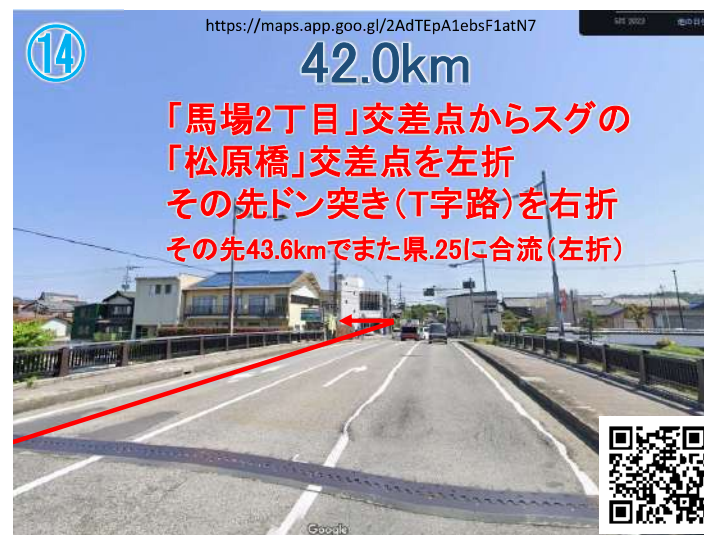 ⑭
https://maps.app.goo.gl/2AdTEpA1ebsF1atN7
42.0km
「馬場2丁目」交差点からスグの
「松原橋」交差点を左折
その先ドン突き(T字路)を右折
その先43.6kmでまた県.25に合流(左折)
Google